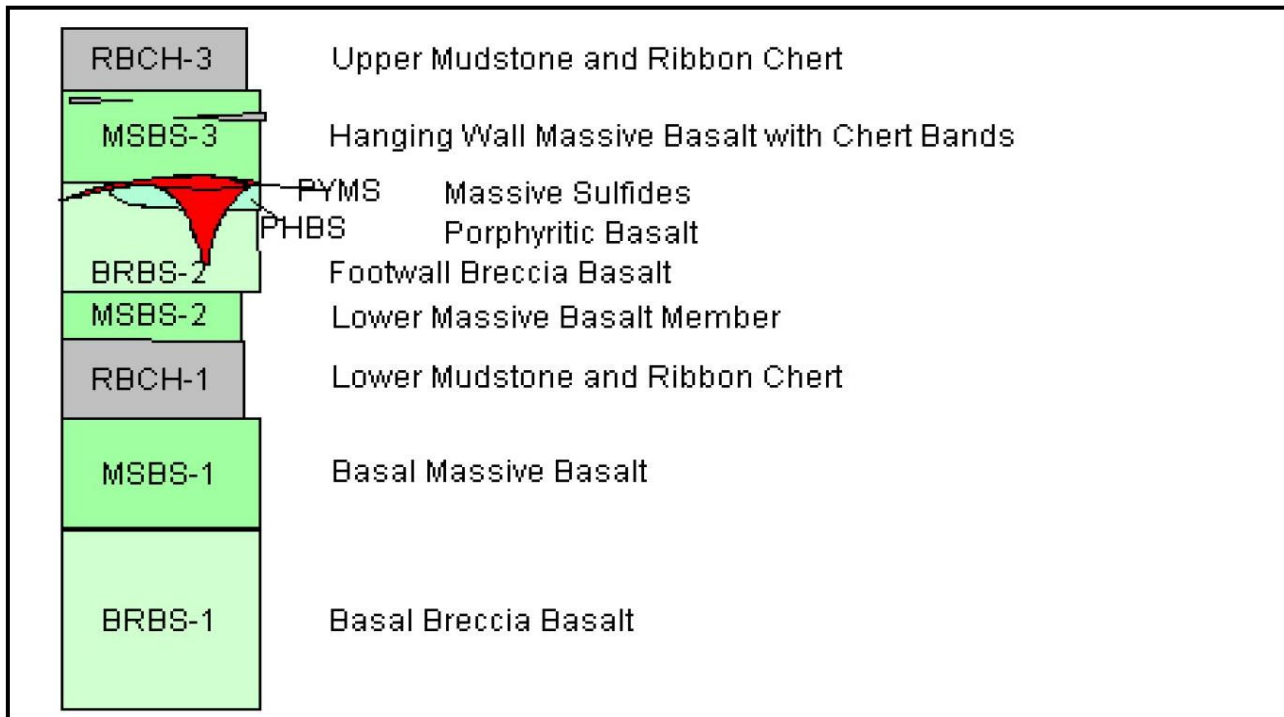 RBCH-3 Upper Mudstone and Ribbon Chert
MSBS-3 Hanging Wall Massive Basalt with Chert Bands
PYMS Massive Sulfides
PHBS Porphyritic Basalt
BRBS-2 Footwall Breccia Basalt
MSBS-2 Lower Massive Basalt Member
RBCH-1 Lower Mudstone and Ribbon Chert
MSBS-1 Basal Massive Basalt
BRBS-1 Basal Breccia Basalt